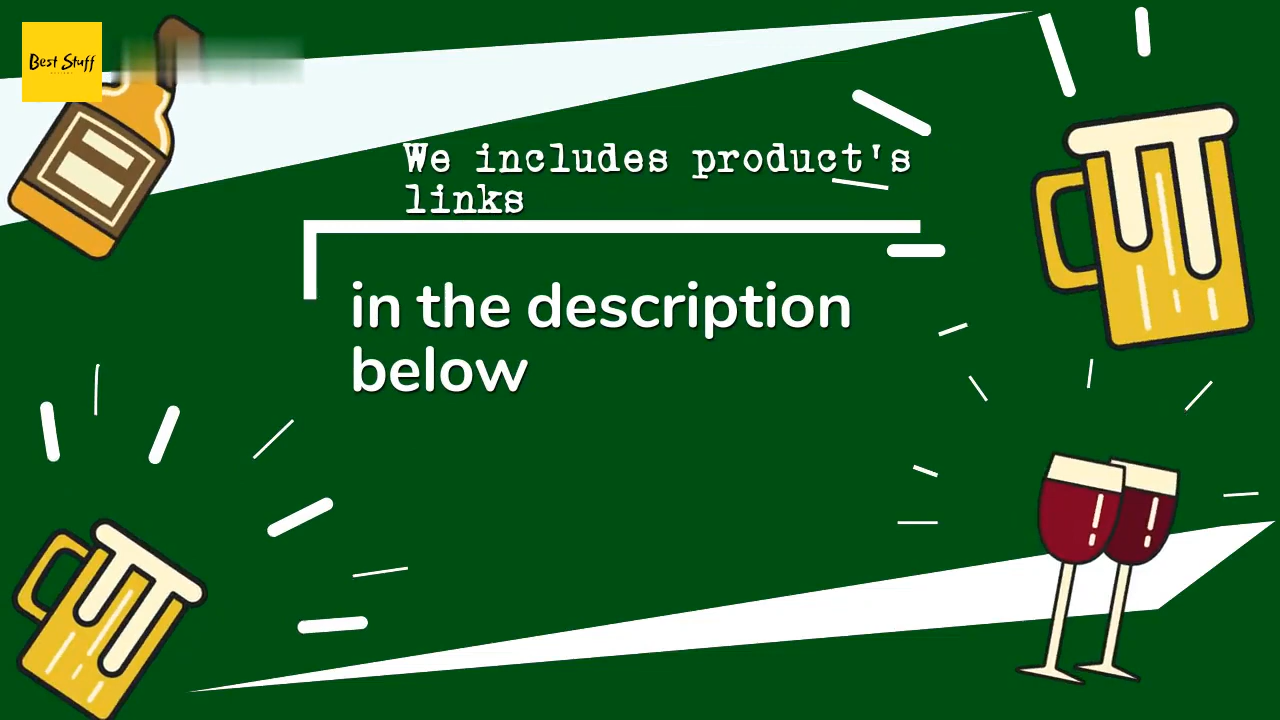 Best Stuff
We includes product's
links
in the description
below